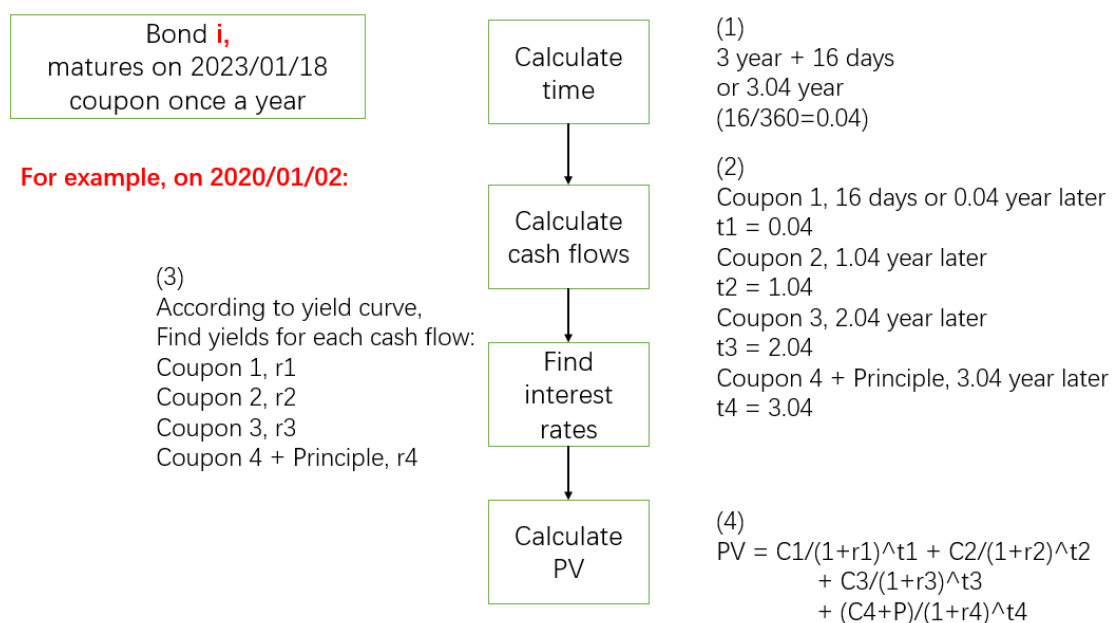 Bond i,
matures on 2023/01/18
coupon once a year
For example, on 2020/01/02:
Calculate
time
(1)
3 year + 16 days
or 3.04 year
(16/360=0.04)
Calculate
cash flows
(2)
Coupon 1, 16 days or 0.04 year later
t1 = 0.04
Coupon 2, 1.04 year later
t2 = 1.04
Coupon 3, 2.04 year later
t3 = 2.04
Coupon 4 + Principle, 3.04 year later
t4 = 3.04
(3)
According to yield curve,
Find yields for each cash flow:
Coupon 1, r1
Coupon 2, r2
Coupon 3, r3
Coupon 4 + Principle, r4
Find
interest
rates
Calculate
PV
(4)
PV = C1/(1+r1)^t1 + C2/(1+r2)^t2
+ C3/(1+r3)^t3
+ (C4+P)/(1+r4)^t4